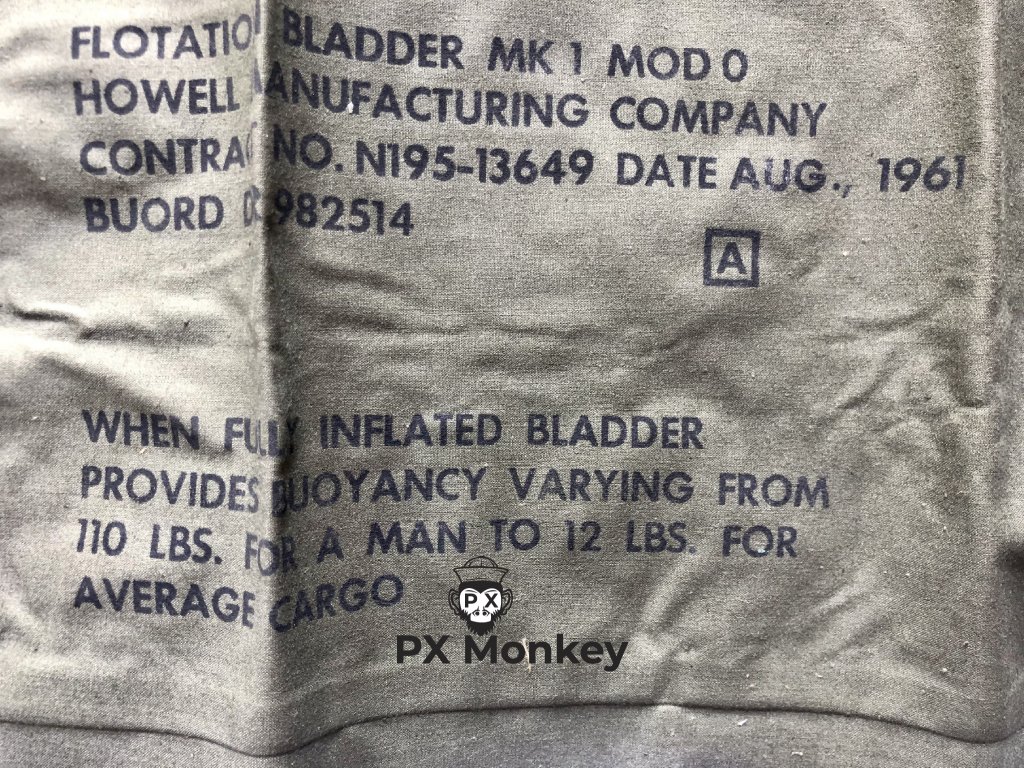 FLOTATION BLADDER MK 1 MOD 0
HOWELL MANUFACTURING COMPANY
CONTRACT NO. N195-13649 DATE AUG., 1961
BUORD 982514
A
WHEN FULLY INFLATED BLADDER
PROVIDES BUOYANCY VARYING FROM
110 LBS. FOR A MAN TO 12 LBS. FOR
AVERAGE CARGO
PX
PX Monkey